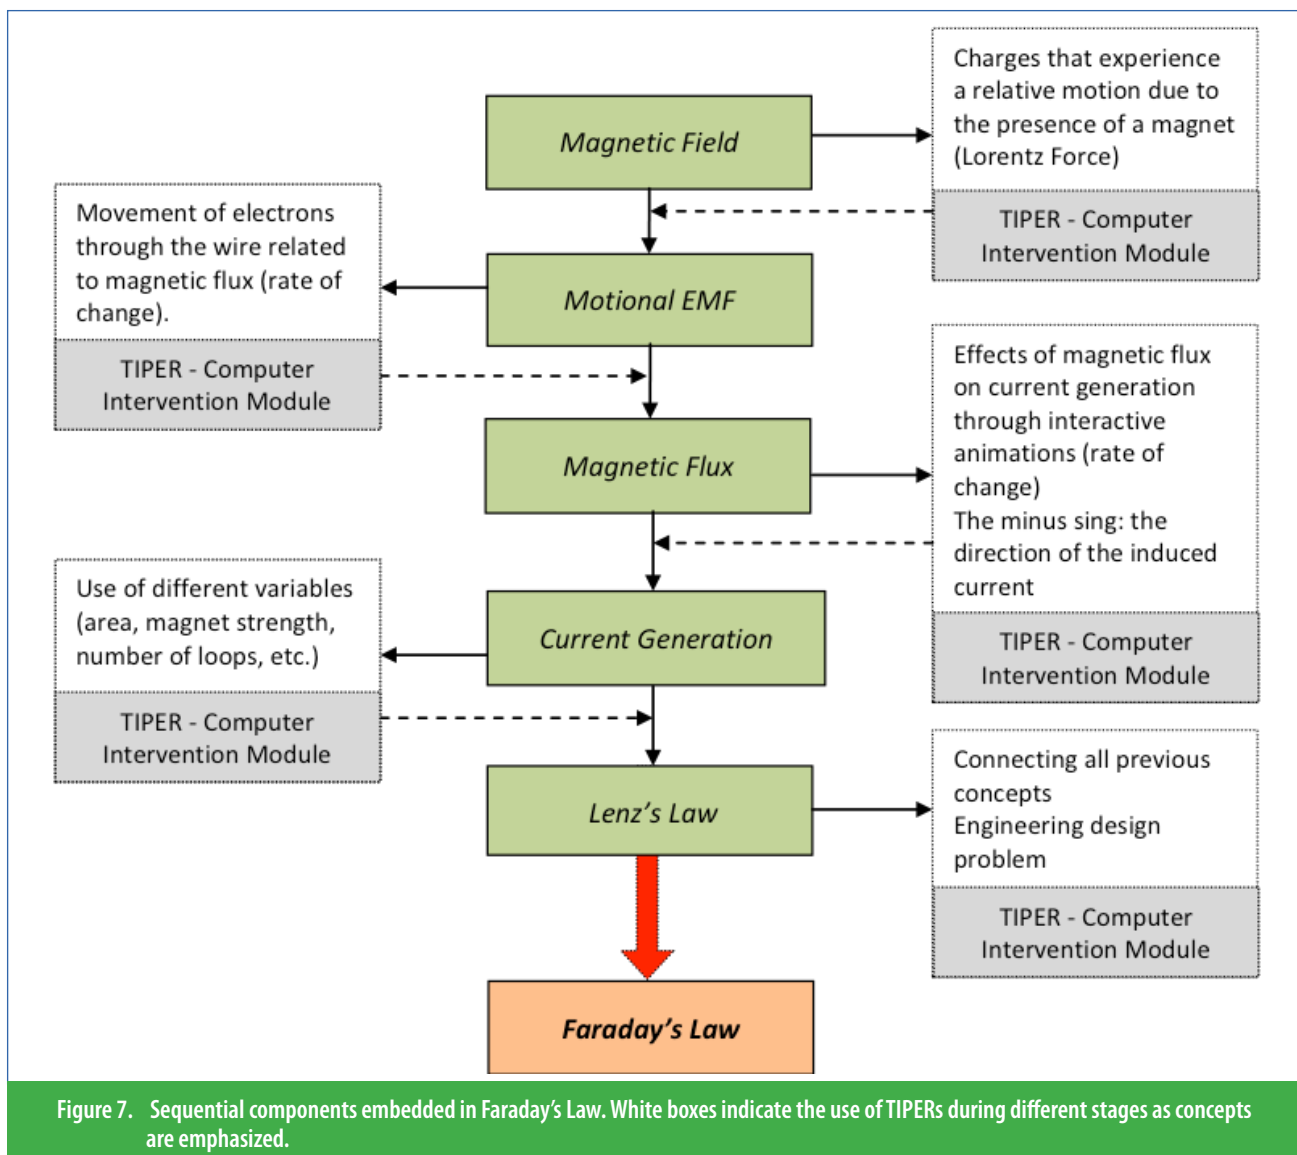 Magnetic Field
Charges that experience
a relative motion due to
the presence of a magnet
(Lorentz Force)
TIPER - Computer
Intervention Module
Motional EMF
Movement of electrons
through the wire related
to magnetic flux (rate of
change).
TIPER - Computer
Intervention Module
Magnetic Flux
Effects of magnetic flux
on current generation
through interactive
animations (rate of
change)
The minus sing: the
direction of the induced
current
TIPER - Computer
Intervention Module
Current Generation
Use of different variables
(area, magnet strength,
number of loops, etc.)
TIPER - Computer
Intervention Module
Lenz’s Law
Connecting all previous
concepts
Engineering design
problem
TIPER - Computer
Intervention Module
Faraday’s Law
Figure 7. Sequential components embedded in Faraday’s Law. White boxes indicate the use of TIPERs during different stages as concepts
are emphasized.